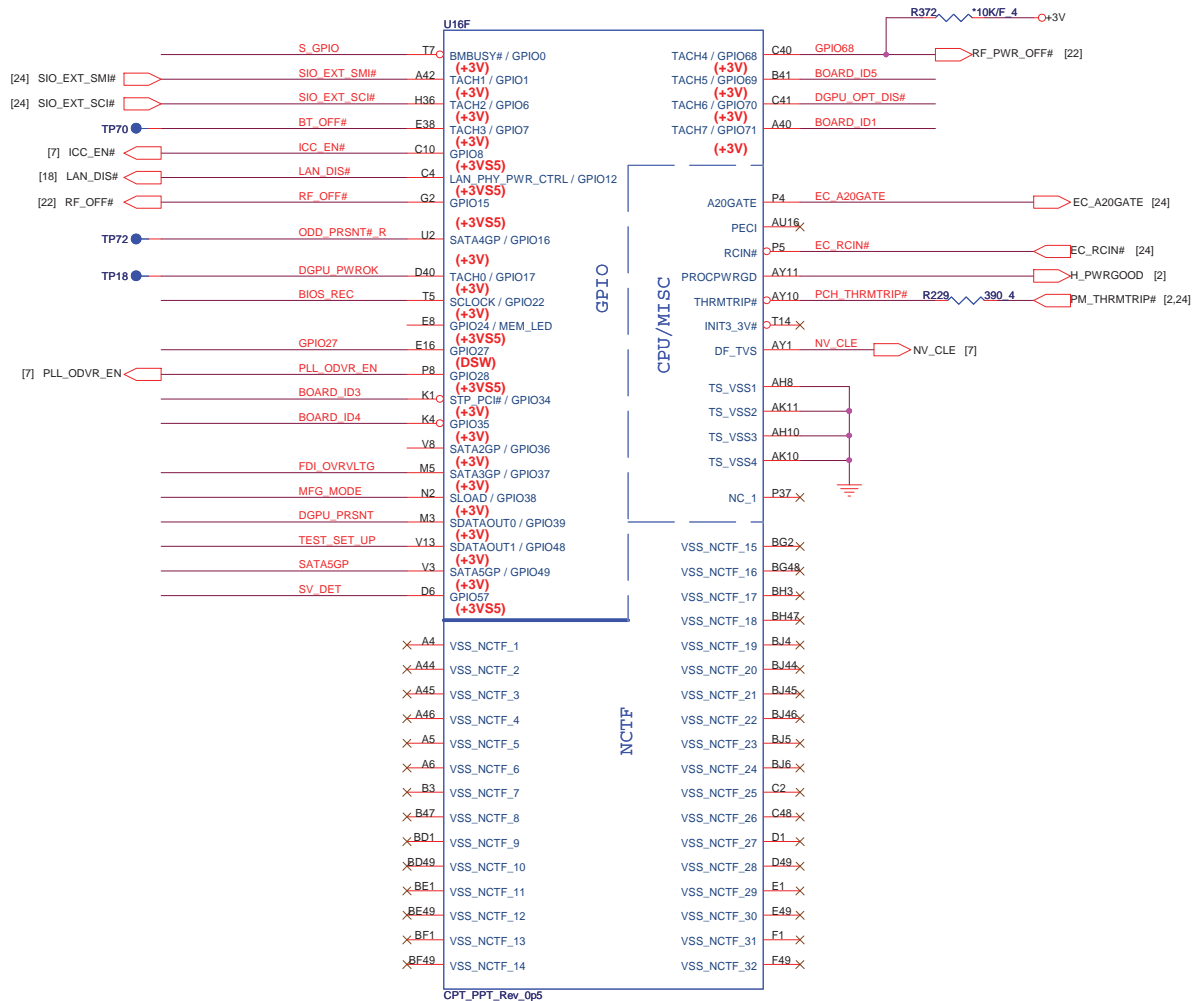 R372 *10K/F_4 +3V
U16F
S_GPIO T7 BMBUSY# / GPIO0 TACH4 / GPIO68 C40 GPIO68 RF_PWR_OFF# [22]
(+3V) (+3V)
[24] SIO_EXT_SMI# SIO_EXT_SMI# A42 TACH1 / GPIO1 TACH5 / GPIO69 B41 BOARD_ID5
(+3V) (+3V)
[24] SIO_EXT_SCI# SIO_EXT_SCI# H36 TACH2 / GPIO6 TACH6 / GPIO70 C41 DGPU_OPT_DIS#
(+3V) (+3V)
TP70 BT_OFF# E38 TACH3 / GPIO7 TACH7 / GPIO71 A40 BOARD_ID1
(+3V) (+3V)
[7] ICC_EN# ICC_EN# C10 GPIO8
(+3VS5)
[18] LAN_DIS# LAN_DIS# C4 LAN_PHY_PWR_CTRL / GPIO12
(+3VS5)
[22] RF_OFF# RF_OFF# G2 GPIO15 A20GATE P4 EC_A20GATE EC_A20GATE [24]
(+3VS5)
PECI AU16
TP72 ODD_PRSNT#_R U2 SATA4GP / GPIO16
(+3V)
RCIN# P5 EC_RCIN# EC_RCIN# [24]
TP18 DGPU_PWROK D40 TACH0 / GPIO17 PROCPWRGD AY11 H_PWRGOOD [2]
(+3V)
BIOS_REC T5 SCLOCK / GPIO22 THRMTRIP# AY10 PCH_THRMTRIP# R229 390_4 PM_THRMTRIP# [2,24]
(+3V)
E8 GPIO24 / MEM_LED INIT3_3V# T14
(+3VS5)
GPIO27 E16 GPIO27 DF_TVS AY1 NV_CLE NV_CLE [7]
(DSW)
[7] PLL_ODVR_EN PLL_ODVR_EN P8 GPIO28
(+3VS5)
TS_VSS1 AH8
BOARD_ID3 K1 STP_PCI# / GPIO34
(+3V)
TS_VSS2 AK11
BOARD_ID4 K4 GPIO35
(+3V)
TS_VSS3 AH10
V8 SATA2GP / GPIO36
(+3V)
TS_VSS4 AK10
FDI_OVRVLTG M5 SATA3GP / GPIO37
(+3V)
MFG_MODE N2 SLOAD / GPIO38 NC_1 P37
(+3V)
DGPU_PRSNT M3 SDATAOUT0 / GPIO39
(+3V)
TEST_SET_UP V13 SDATAOUT1 / GPIO48 VSS_NCTF_15 BG2
(+3V)
SATA5GP V3 SATA5GP / GPIO49 VSS_NCTF_16 BG48
(+3V)
SV_DET D6 GPIO57 VSS_NCTF_17 BH3
(+3VS5)
GPIO
CPU/MISC
VSS_NCTF_18 BH47
A4 VSS_NCTF_1 VSS_NCTF_19 BJ4
A44 VSS_NCTF_2 VSS_NCTF_20 BJ44
A45 VSS_NCTF_3 VSS_NCTF_21 BJ45
A46 VSS_NCTF_4 VSS_NCTF_22 BJ46
NCTF
A5 VSS_NCTF_5 VSS_NCTF_23 BJ5
A6 VSS_NCTF_6 VSS_NCTF_24 BJ6
B3 VSS_NCTF_7 VSS_NCTF_25 C2
B47 VSS_NCTF_8 VSS_NCTF_26 C48
BD1 VSS_NCTF_9 VSS_NCTF_27 D1
BD49 VSS_NCTF_10 VSS_NCTF_28 D49
BE1 VSS_NCTF_11 VSS_NCTF_29 E1
BE49 VSS_NCTF_12 VSS_NCTF_30 E49
BF1 VSS_NCTF_13 VSS_NCTF_31 F1
BF49 VSS_NCTF_14 VSS_NCTF_32 F49
CPT_PPT_Rev_0p5